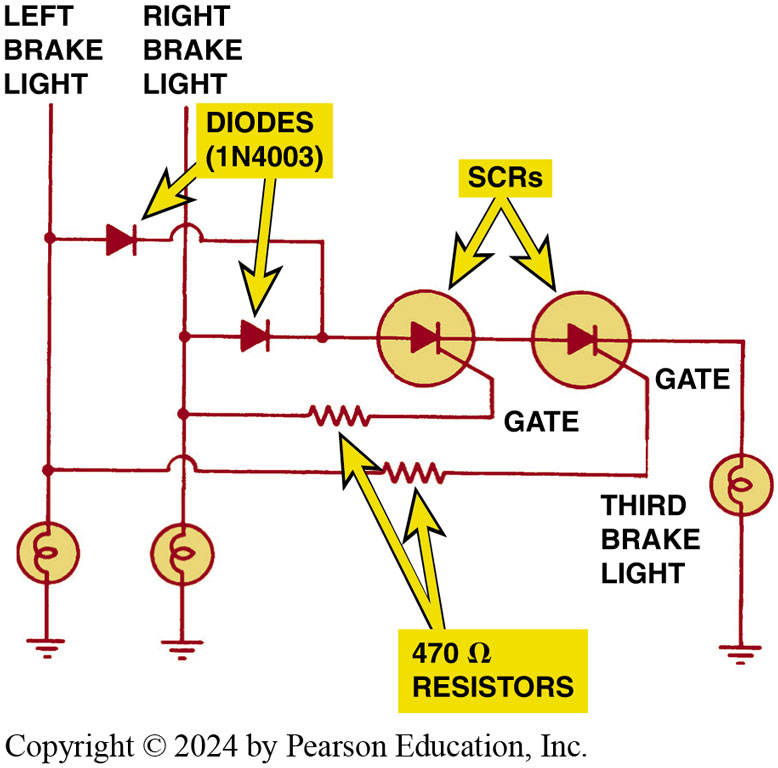 LEFT
BRAKE
LIGHT
RIGHT
BRAKE
LIGHT
DIODES
(1N4003)
SCRs
GATE
GATE
THIRD
BRAKE
LIGHT
470 Ω
RESISTORS
Copyright © 2024 by Pearson Education, Inc.